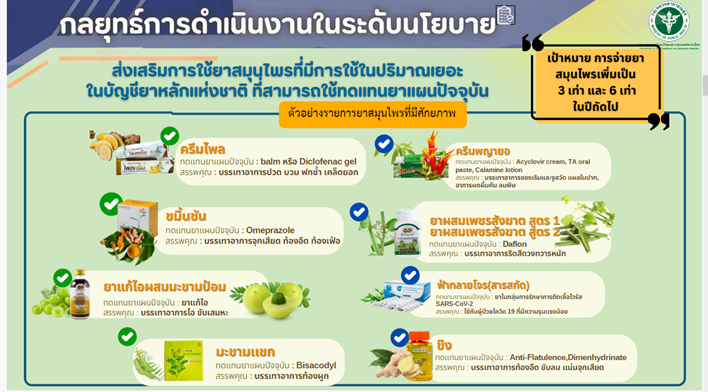 กลยุทธ์การดำเนินงานในระดับนโยบาย
ส่งเสริมการใช้ยาสมุนไพรที่มีการใช้ในปริมาณเยอะ
ในบัญชียาหลักแห่งชาติ ที่สามารถใช้ทดแทนยาแผนปัจจุบัน
เป้าหมาย การจ่ายยา
สมุนไพรเพิ่มเป็น
3 เท่า และ 6 เท่า
ในปีถัดไป
ตัวอย่างรายการยาสมุนไพรที่มีศักยภาพ
ครีมไพล
ทดแทนยาแผนปัจจุบัน : balm หรือ Diclofenac gel
สรรพคุณ : บรรเทาอาการปวด บวม ฟกช้ำ เคล็ดยอก
ครีมพญายอ
ทดแทนยาแผนปัจจุบัน : Acyclovir cream, TA oral
paste, Calamine lotion
สรรพคุณ : บรรเทาอาการของเริมและงูสวัด แผลในปาก,
อาการผดผื่นคัน ลมพิษ
ขมิ้นชัน
ทดแทนยาแผนปัจจุบัน : Omeprazole
สรรพคุณ : บรรเทาอาการจุกเสียด ท้องอืด ท้องเฟ้อ
ยาผสมเพชรสังฆาต สูตร 1
ยาผสมเพชรสังฆาต สูตร 2
ทดแทนยาแผนปัจจุบัน : Daflon
สรรพคุณ : บรรเทาอาการริดสีดวงทวารหนัก
ยาแก้ไอผสมมะขามป้อม
ทดแทนยาแผนปัจจุบัน : ยาแก้ไอ
สรรพคุณ : บรรเทาอาการไอ ขับเสมหะ
ฟ้าทลายโจร(สารสกัด)
ทดแทนยาแผนปัจจุบัน : ยาในกลุ่มการรักษาการติดเชื้อไวรัส
SARS-CoV-2
สรรพคุณ : ใช้กับผู้ป่วยโควิด 19 ที่มีความรุนแรงน้อย
มะขามแขก
ทดแทนยาแผนปัจจุบัน : Bisacodyl
สรรพคุณ : บรรเทาอาการท้องผูก
ขิง
ทดแทนยาแผนปัจจุบัน : Anti-Flatulence,Dimenhydrinate
สรรพคุณ : บรรเทาอาการท้องอืด ขับลม แน่นจุกเสียด